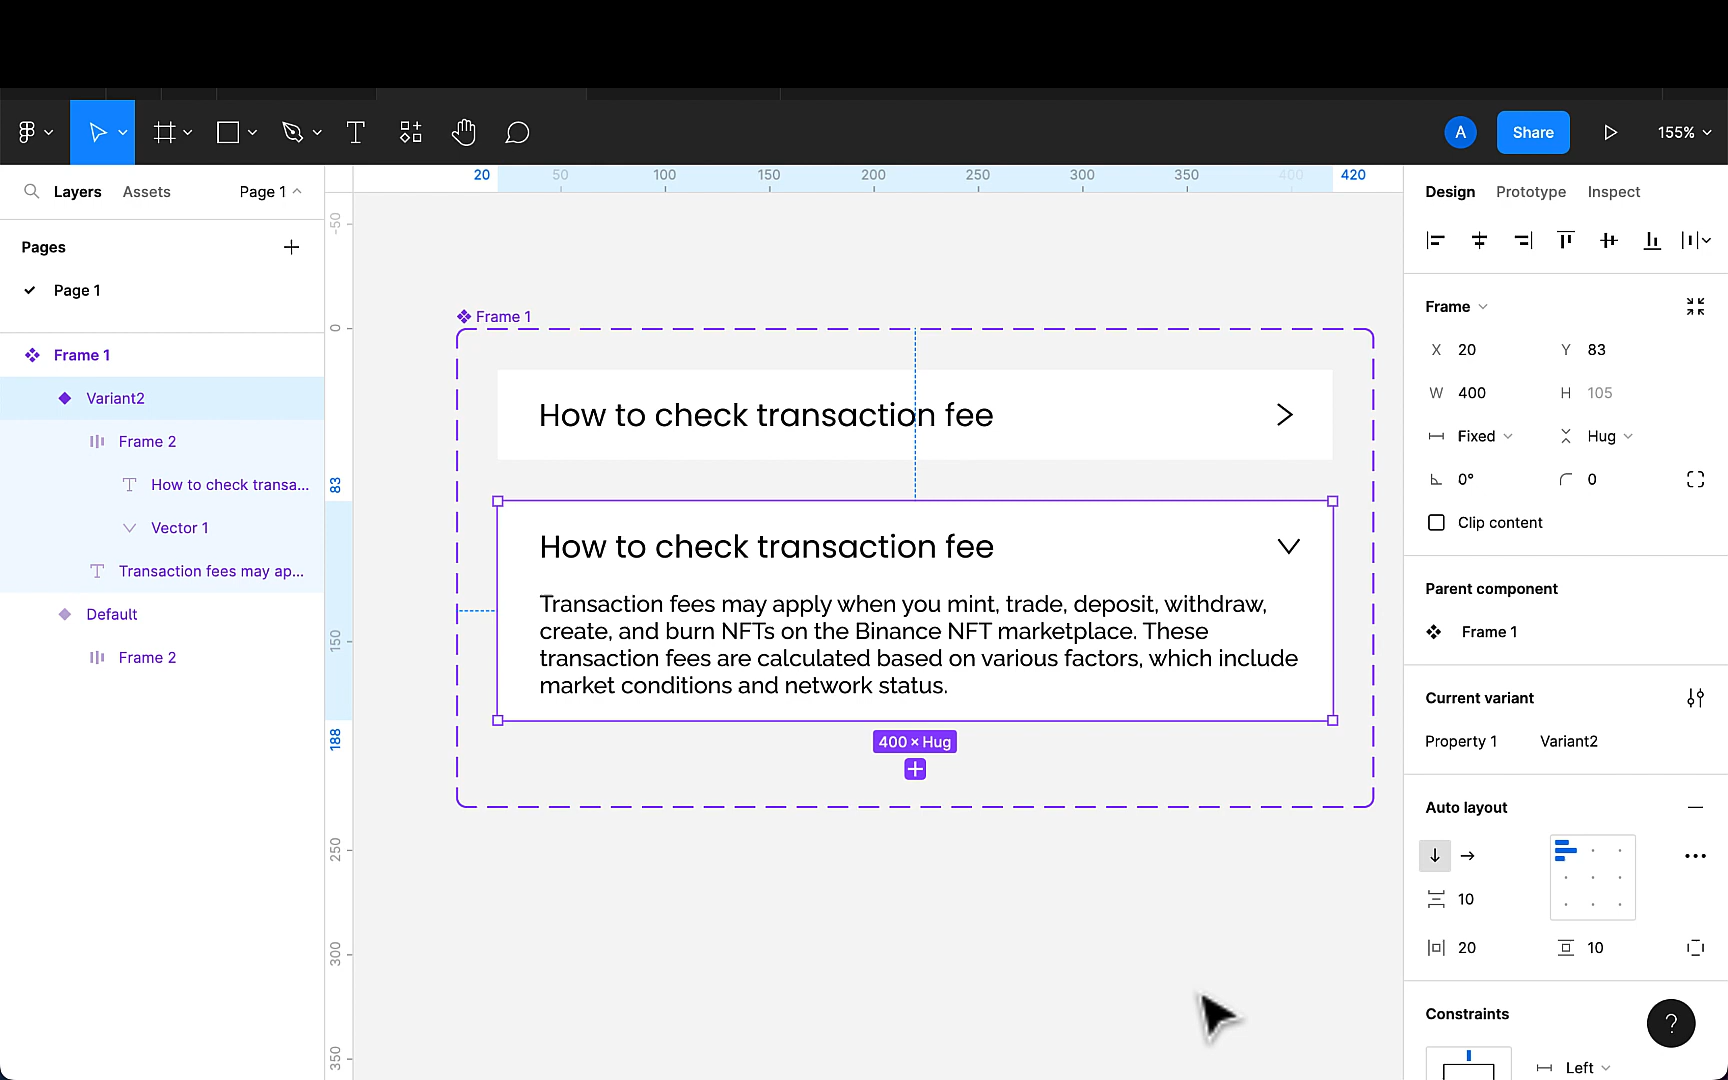 A
Share
155%
Layers
Assets
Page 1
20
50
100
150
200
250
300
350
400
420
Design
Prototype
Inspect
Pages
Page 1
Frame 1
Variant2
Frame 2
How to check transa...
Vector 1
Transaction fees may ap...
Default
Frame 2
-50
0
83
150
188
250
300
350
Frame 1
How to check transaction fee
How to check transaction fee
Transaction fees may apply when you mint, trade, deposit, withdraw,
create, and burn NFTs on the Binance NFT marketplace. These
transaction fees are calculated based on various factors, which include
market conditions and network status.
400 × Hug
Frame
X 20
Y 83
W 400
H 105
Fixed
Hug
0°
0
Clip content
Parent component
Frame 1
Current variant
Property 1
Variant2
Auto layout
10
20
10
Constraints
?
Left